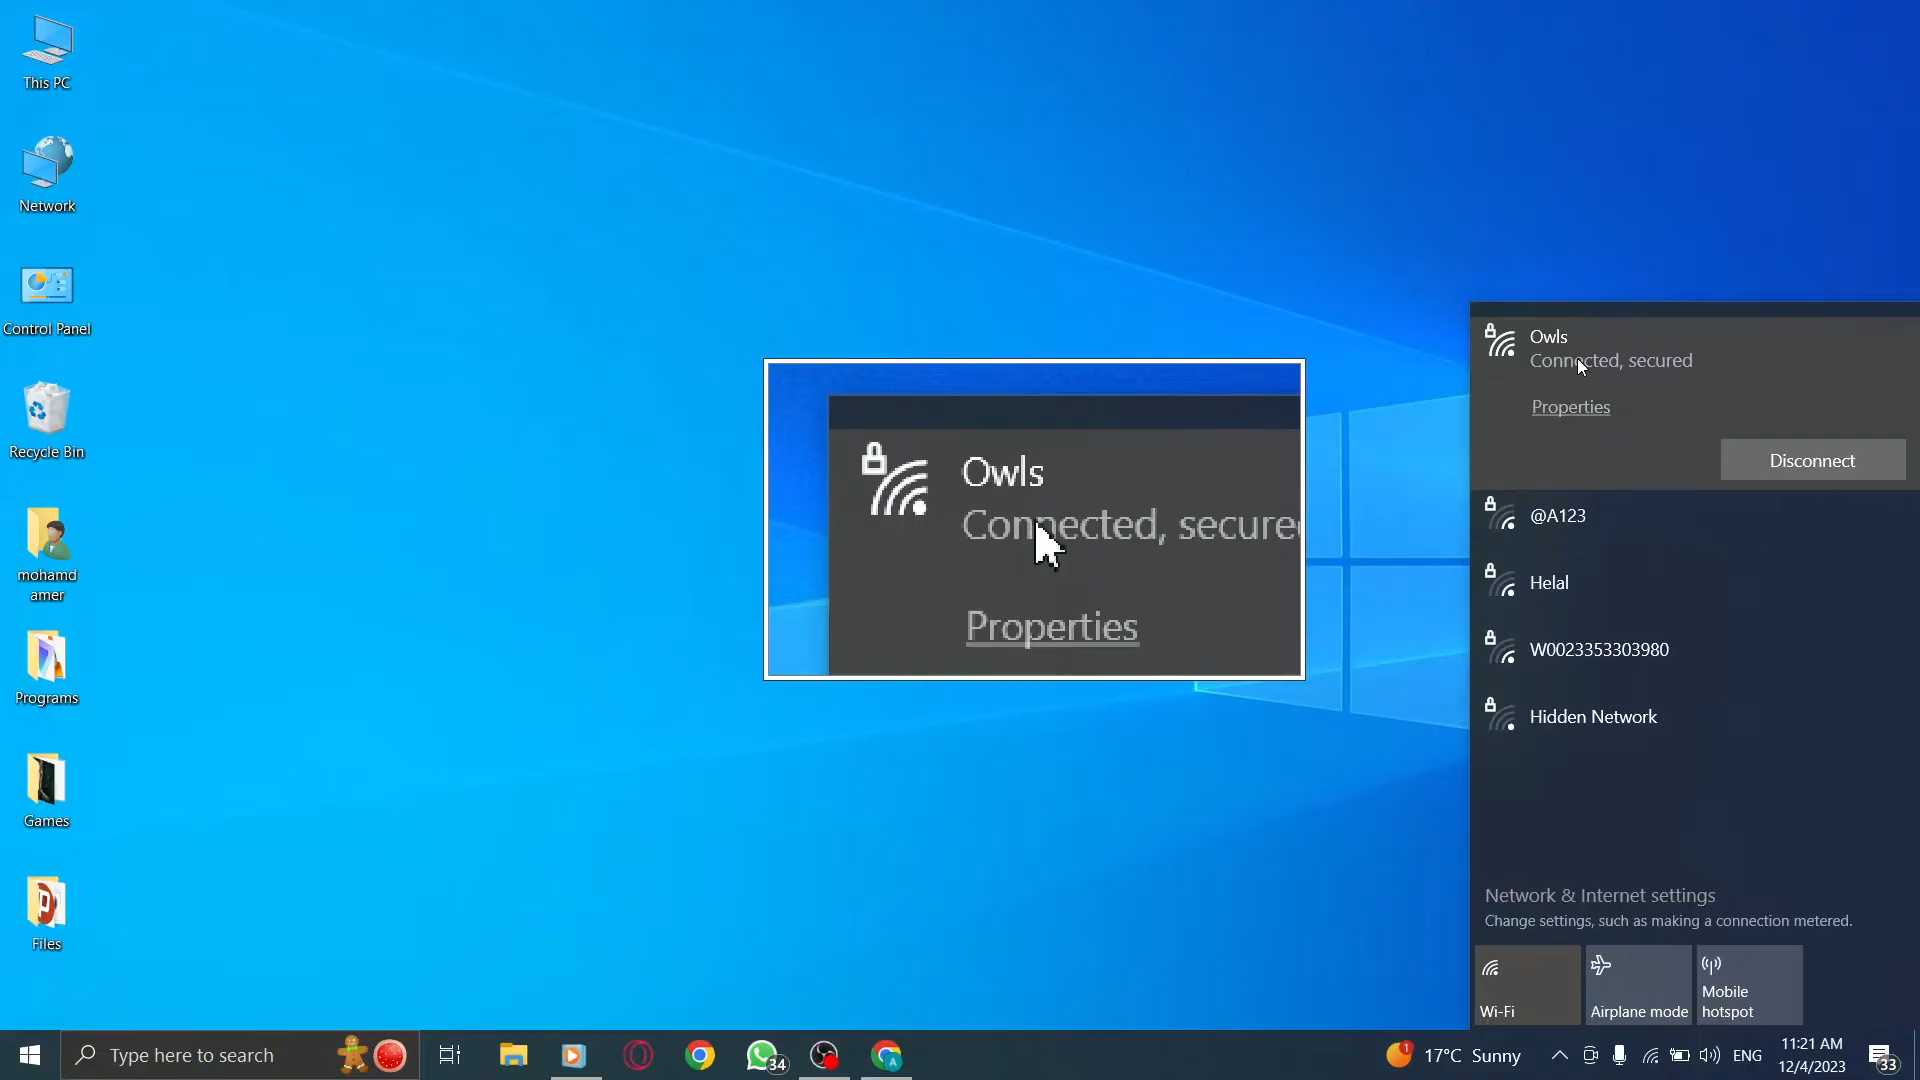 This PC
Network
Control Panel
Recycle Bin
mohamd
amer
Programs
Games
Files
Owls
Connected, secured
Properties
Owls
Connected, secured
Properties
Disconnect
@A123
Helal
W0023353303980
Hidden Network
Network & Internet settings
Change settings, such as making a connection metered.
Wi-Fi
Airplane mode
Mobile
hotspot
Type here to search
34
A
1
17°C Sunny
ENG
11:21 AM
12/4/2023
33